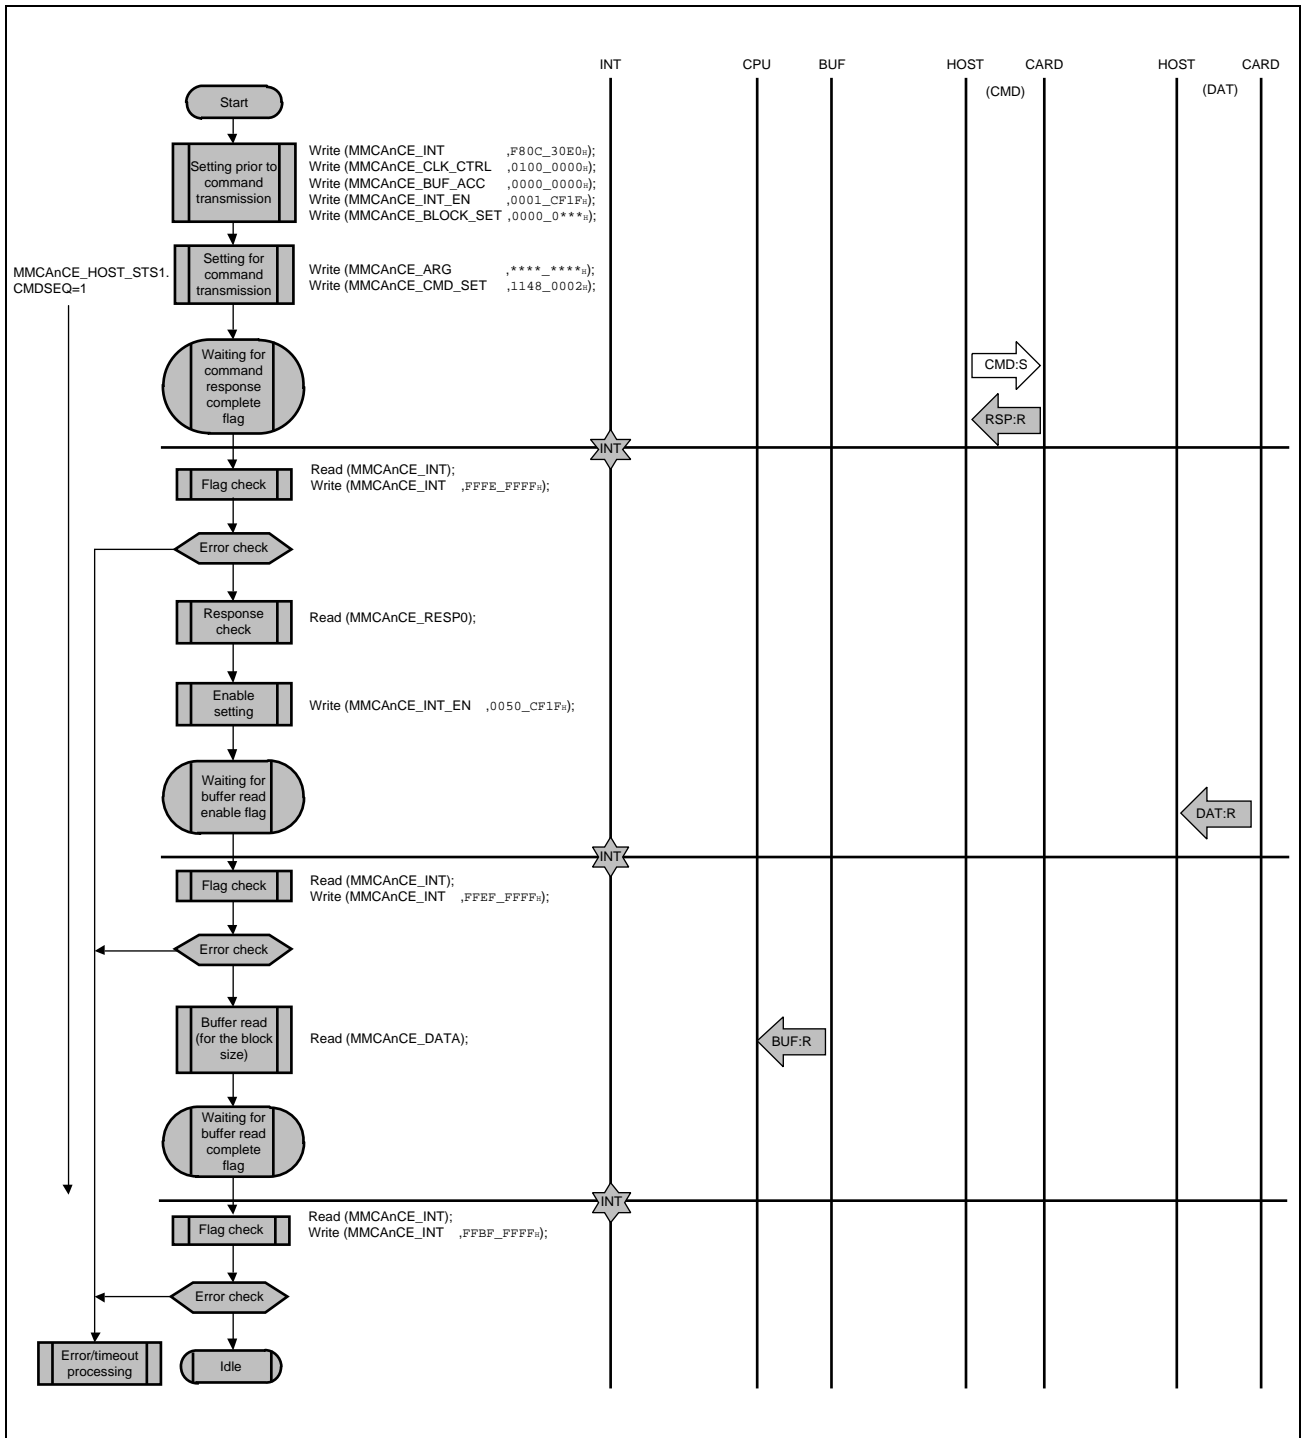 INT CPU BUF HOST CARD HOST CARD
(CMD) (DAT)
Start
Setting prior to
command
transmission
Write (MMCAnCE_INT ,F80C_30E0H);
Write (MMCAnCE_CLK_CTRL ,0100_0000H);
Write (MMCAnCE_BUF_ACC ,0000_0000H);
Write (MMCAnCE_INT_EN ,0001_CF1FH);
Write (MMCAnCE_BLOCK_SET ,0000_0***H);
MMCAnCE_HOST_STS1.
CMDSEQ=1
Setting for
command
transmission
Write (MMCAnCE_ARG ,****_****H);
Write (MMCAnCE_CMD_SET ,1148_0002H);
Waiting for
command
response
complete
flag
CMD:S
RSP:R
INT
Flag check
Read (MMCAnCE_INT);
Write (MMCAnCE_INT ,FFFE_FFFFH);
Error check
Response
check
Read (MMCAnCE_RESP0);
Enable
setting
Write (MMCAnCE_INT_EN ,0050_CF1FH);
Waiting for
buffer read
enable flag
DAT:R
INT
Flag check
Read (MMCAnCE_INT);
Write (MMCAnCE_INT ,FFEF_FFFFH);
Error check
Buffer read
(for the block
size)
Read (MMCAnCE_DATA);
BUF:R
Waiting for
buffer read
complete
flag
INT
Flag check
Read (MMCAnCE_INT);
Write (MMCAnCE_INT ,FFBF_FFFFH);
Error check
Error/timeout
processing
Idle